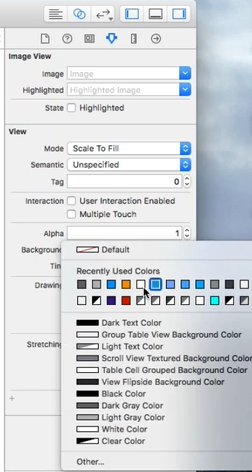 Image View
Image Image
Highlighted Highlighted Image
State Highlighted
View
Mode Scale To Fill
Semantic Unspecified
Tag 0
Interaction User Interaction Enabled
Multiple Touch
Alpha 1
Background
Default
Recently Used Colors
Drawing
Stretching
Dark Text Color
Group Table View Background Color
Light Text Color
Scroll View Textured Background Color
Table Cell Grouped Background Color
View Flipside Background Color
Black Color
Dark Gray Color
Light Gray Color
White Color
Clear Color
Other...